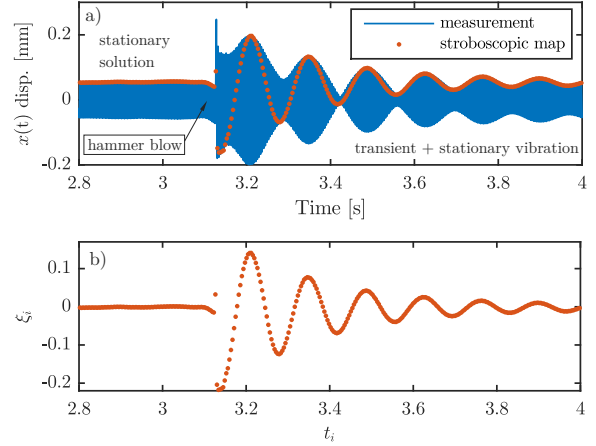 a)
measurement
stroboscopic map
stationary
solution
hammer blow
transient + stationary vibration
x(t) disp. [mm]
0.2
0
-0.2
2.8
3
3.2
3.4
3.6
3.8
4
Time [s]
b)
ξi
0.1
0
-0.1
-0.2
2.8
3
3.2
3.4
3.6
3.8
4
ti